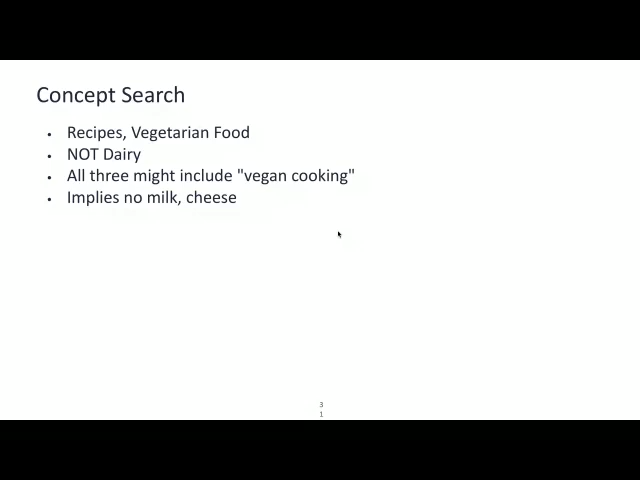 Concept Search
• Recipes, Vegetarian Food
• NOT Dairy
• All three might include "vegan cooking"
• Implies no milk, cheese
3
1